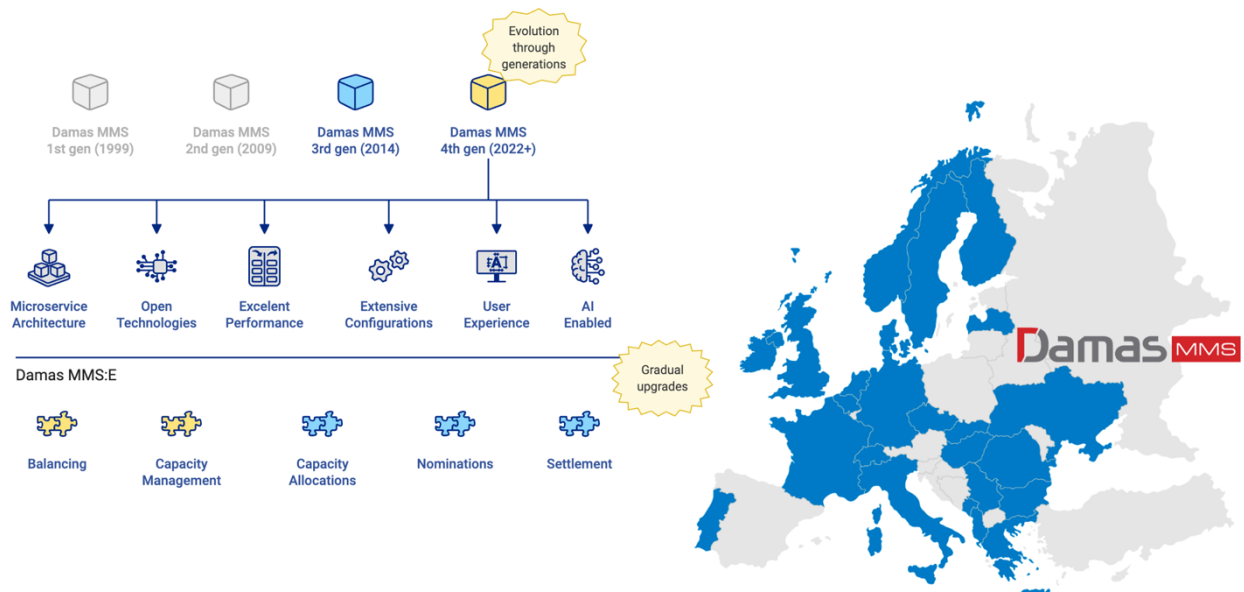 Evolution
through
generations
Damas MMS
1st gen (1999)
Damas MMS
2nd gen (2009)
Damas MMS
3rd gen (2014)
Damas MMS
4th gen (2022+)
Microservice
Architecture
Open
Technologies
Excelent
Performance
Extensive
Configurations
User
Experience
AI
Enabled
Damas MMS:E
Gradual
upgrades
Balancing
Capacity
Management
Capacity
Allocations
Nominations
Settlement
Damas MMS